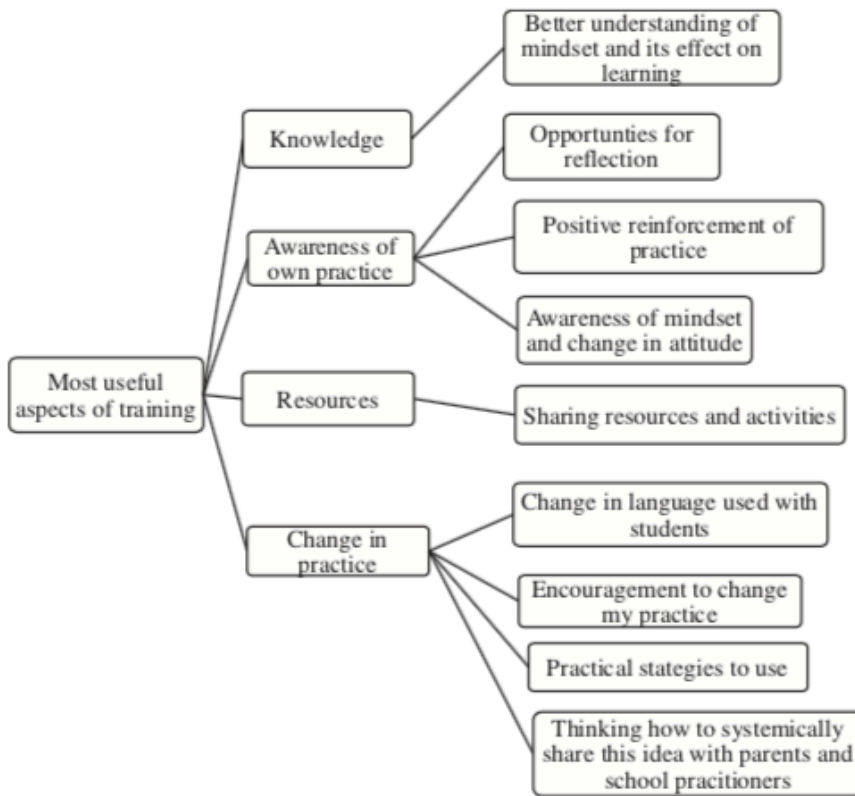 Better understanding of
mindset and its effect on
learning
Knowledge
Opportunties for
reflection
Positive reinforcement of
practice
Awareness of
own practice
Awareness of mindset
and change in attitude
Most useful
aspects of training
Resources
Sharing resources and activities
Change in language used with
students
Change in
practice
Encouragement to change
my practice
Practical stategies to use
Thinking how to systemically
share this idea with parents and
school pracitioners